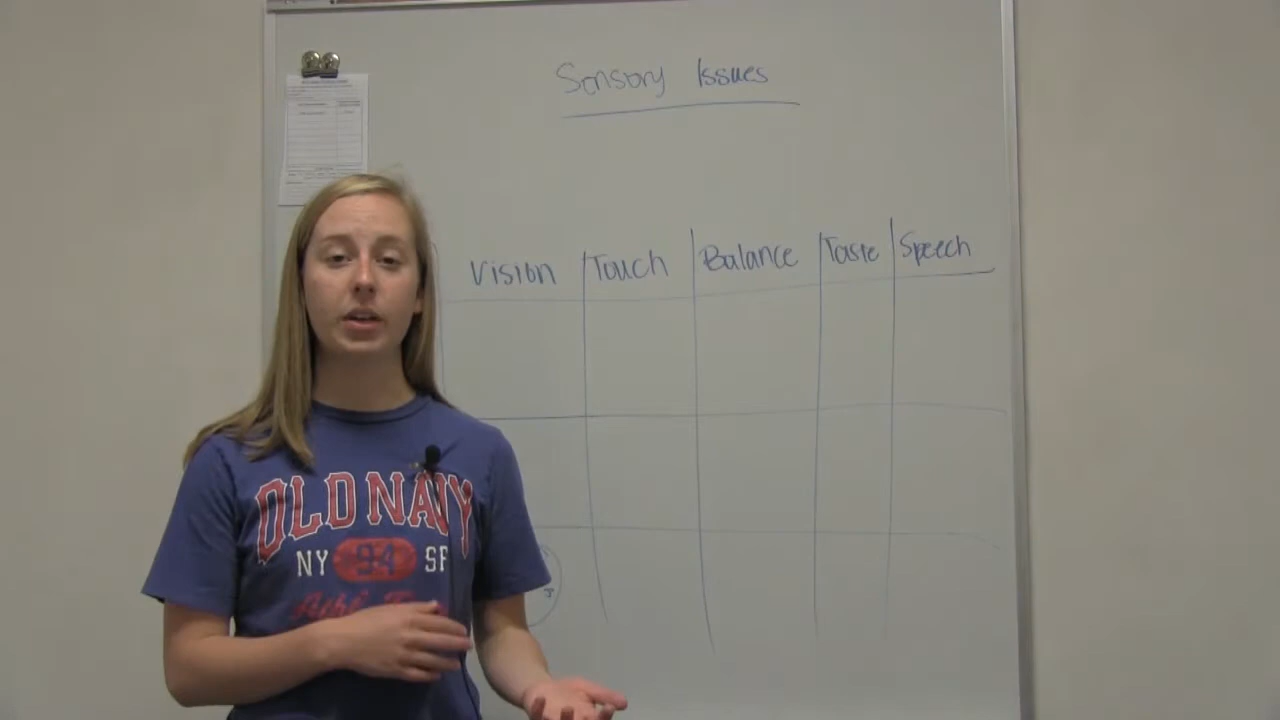 Sensory Issues
Vision Touch Balance Taste Speech
OLD NAVY
NY 94 SF